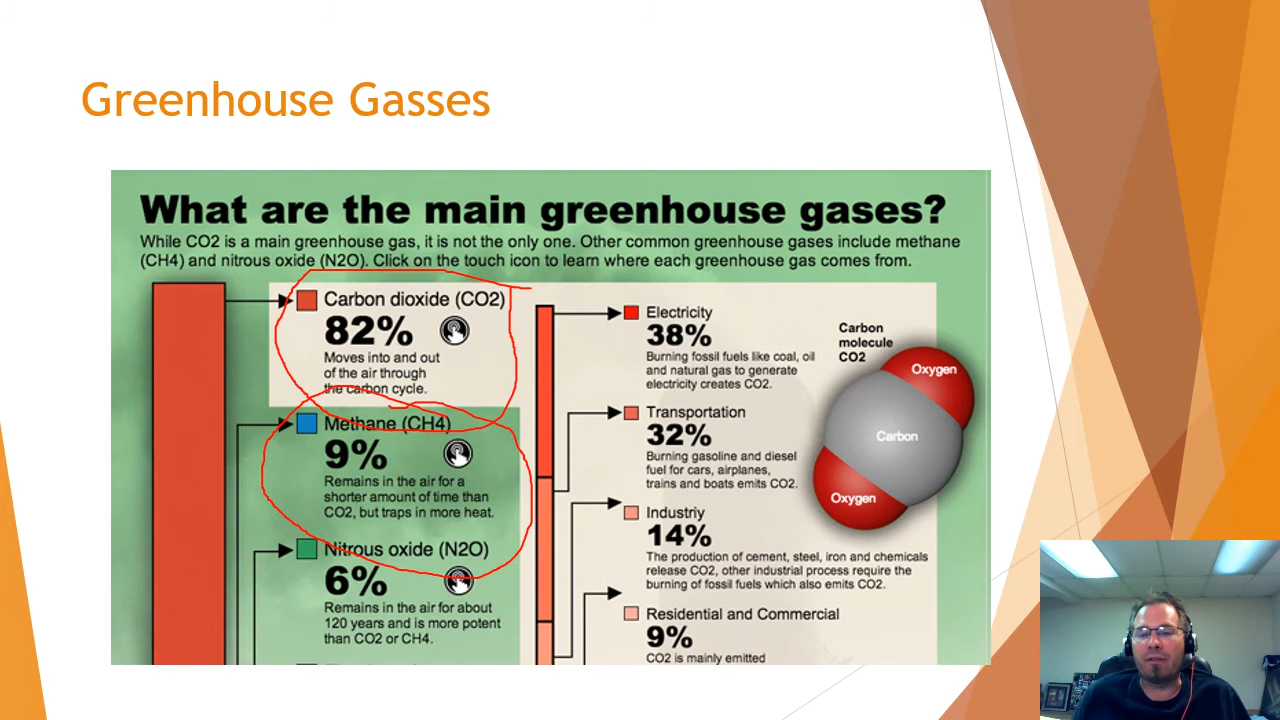 Greenhouse Gasses
What are the main greenhouse gases?
While CO2 is a main greenhouse gas, it is not the only one. Other common greenhouse gases include methane
(CH4) and nitrous oxide (N2O). Click on the touch icon to learn where each greenhouse gas comes from.
Carbon dioxide (CO2)
82%
Moves into and out
of the air through
the carbon cycle.
Methane (CH4)
9%
Remains in the air for a
shorter amount of time than
CO2, but traps in more heat.
Nitrous oxide (N2O)
6%
Remains in the air for about
120 years and is more potent
than CO2 or CH4.
Electricity
38%
Burning fossil fuels like coal, oil
and natural gas to generate
electricity creates CO2.
Transportation
32%
Burning gasoline and diesel
fuel for cars, airplanes,
trains and boats emits CO2.
Industriy
14%
The production of cement, steel, iron and chemicals
release CO2, other industrial process require the
burning of fossil fuels which also emits CO2.
Residential and Commercial
9%
CO2 is mainly emitted
Carbon
molecule
CO2
Oxygen
Carbon
Oxygen